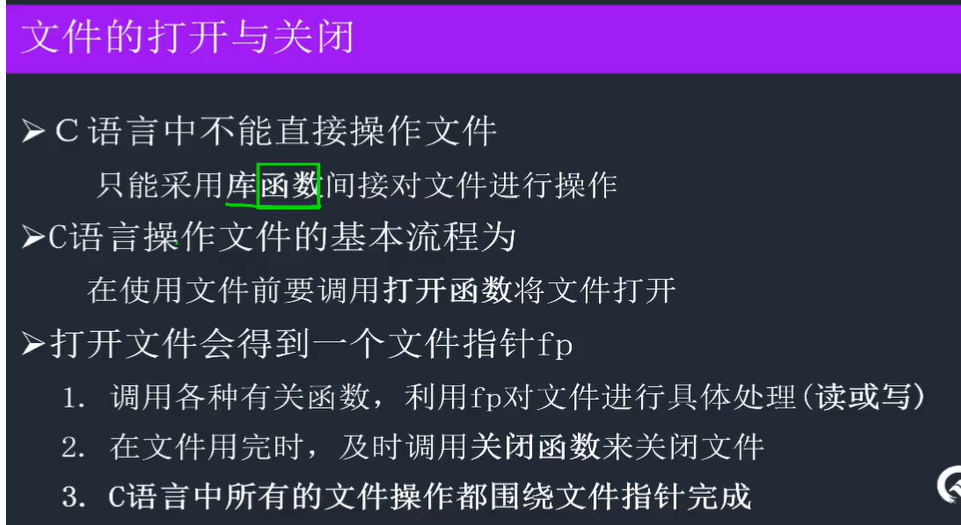 文件的打开与关闭
➢C语言中不能直接操作文件
只能采用库函数间接对文件进行操作
➢C语言操作文件的基本流程为
在使用文件前要调用打开函数将文件打开
➢打开文件会得到一个文件指针fp
1. 调用各种有关函数，利用fp对文件进行具体处理(读或写)
2. 在文件用完时，及时调用关闭函数来关闭文件
3. C语言中所有的文件操作都围绕文件指针完成